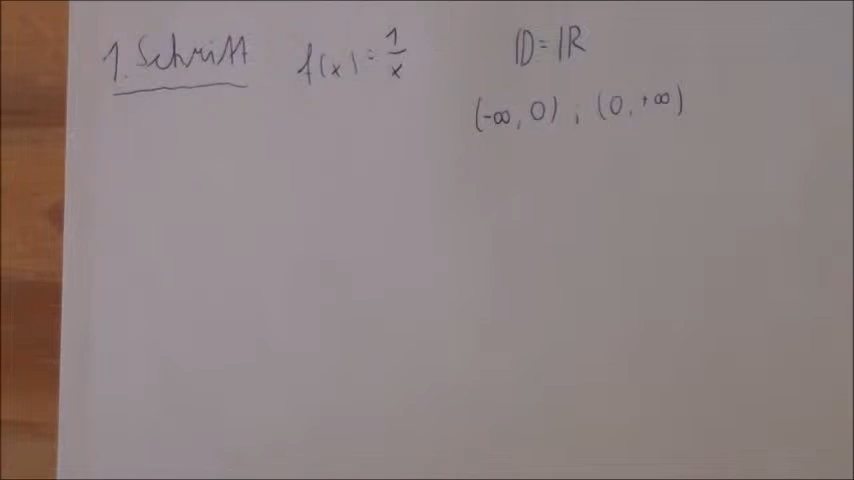 1. Schritt f(x) = 1/x ID = IR
(-∞, 0) ; (0, +∞)